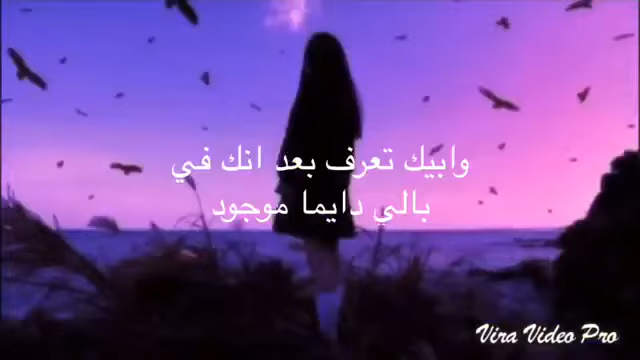 وابيك تعرف بعد انك في
بالي دايما موجود
Vira Video Pro